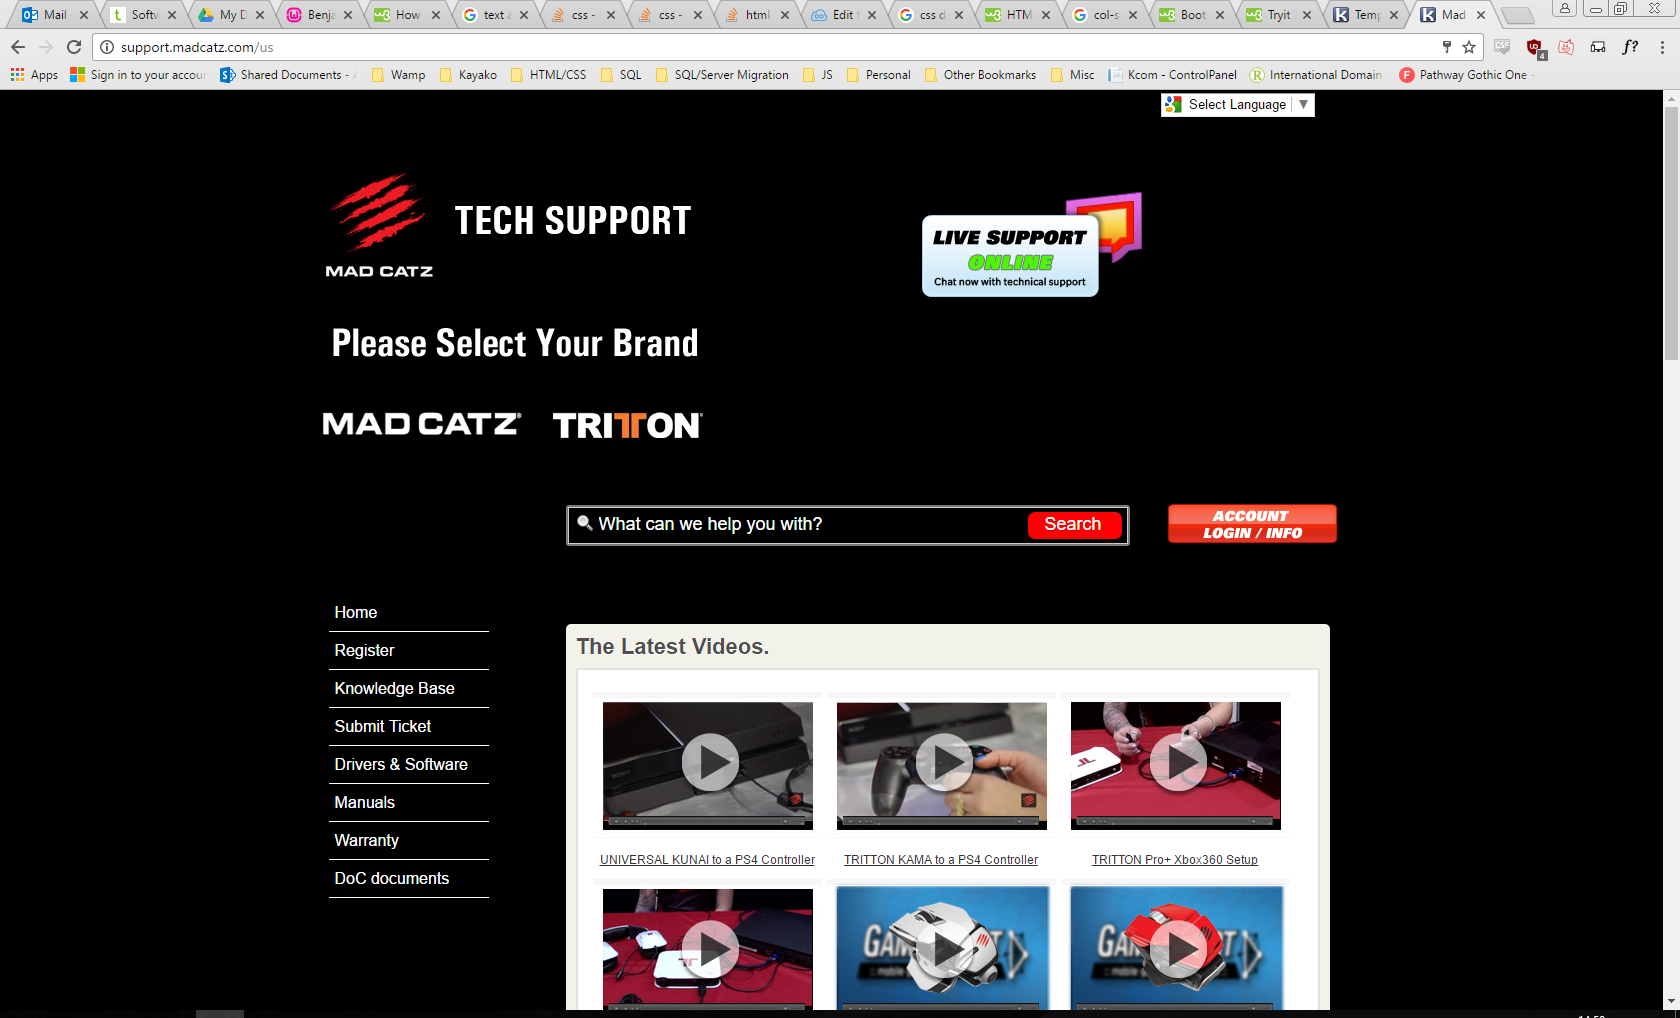 Mail
Softw
My D
Benja
How
text a
css -
css -
html
Edit f
css d
HTM
col-s
Boot
Tryit
Temp
Mad
support.madcatz.com/us
Apps
Sign in to your accour
Shared Documents -
Wamp
Kayako
HTML/CSS
SQL
SQL/Server Migration
JS
Personal
Other Bookmarks
Misc
Kcom - ControlPanel
International Domain
Pathway Gothic One -
Select Language ▼
MAD CATZ
TECH SUPPORT
LIVE SUPPORT
ONLINE
Chat now with technical support
Please Select Your Brand
MAD CATZ®
TRITTON
What can we help you with?
Search
ACCOUNT
LOGIN / INFO
Home
Register
Knowledge Base
Submit Ticket
Drivers & Software
Manuals
Warranty
DoC documents
The Latest Videos.
UNIVERSAL KUNAI to a PS4 Controller
TRITTON KAMA to a PS4 Controller
TRITTON Pro+ Xbox360 Setup